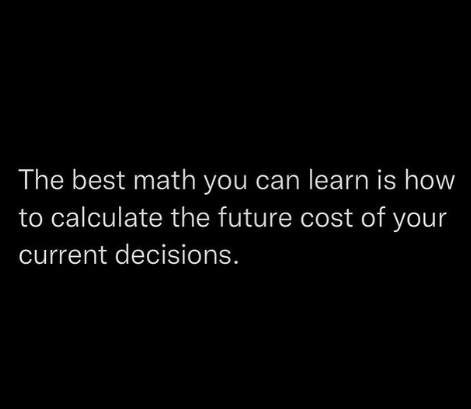 The best math you can learn is how
to calculate the future cost of your
current decisions.